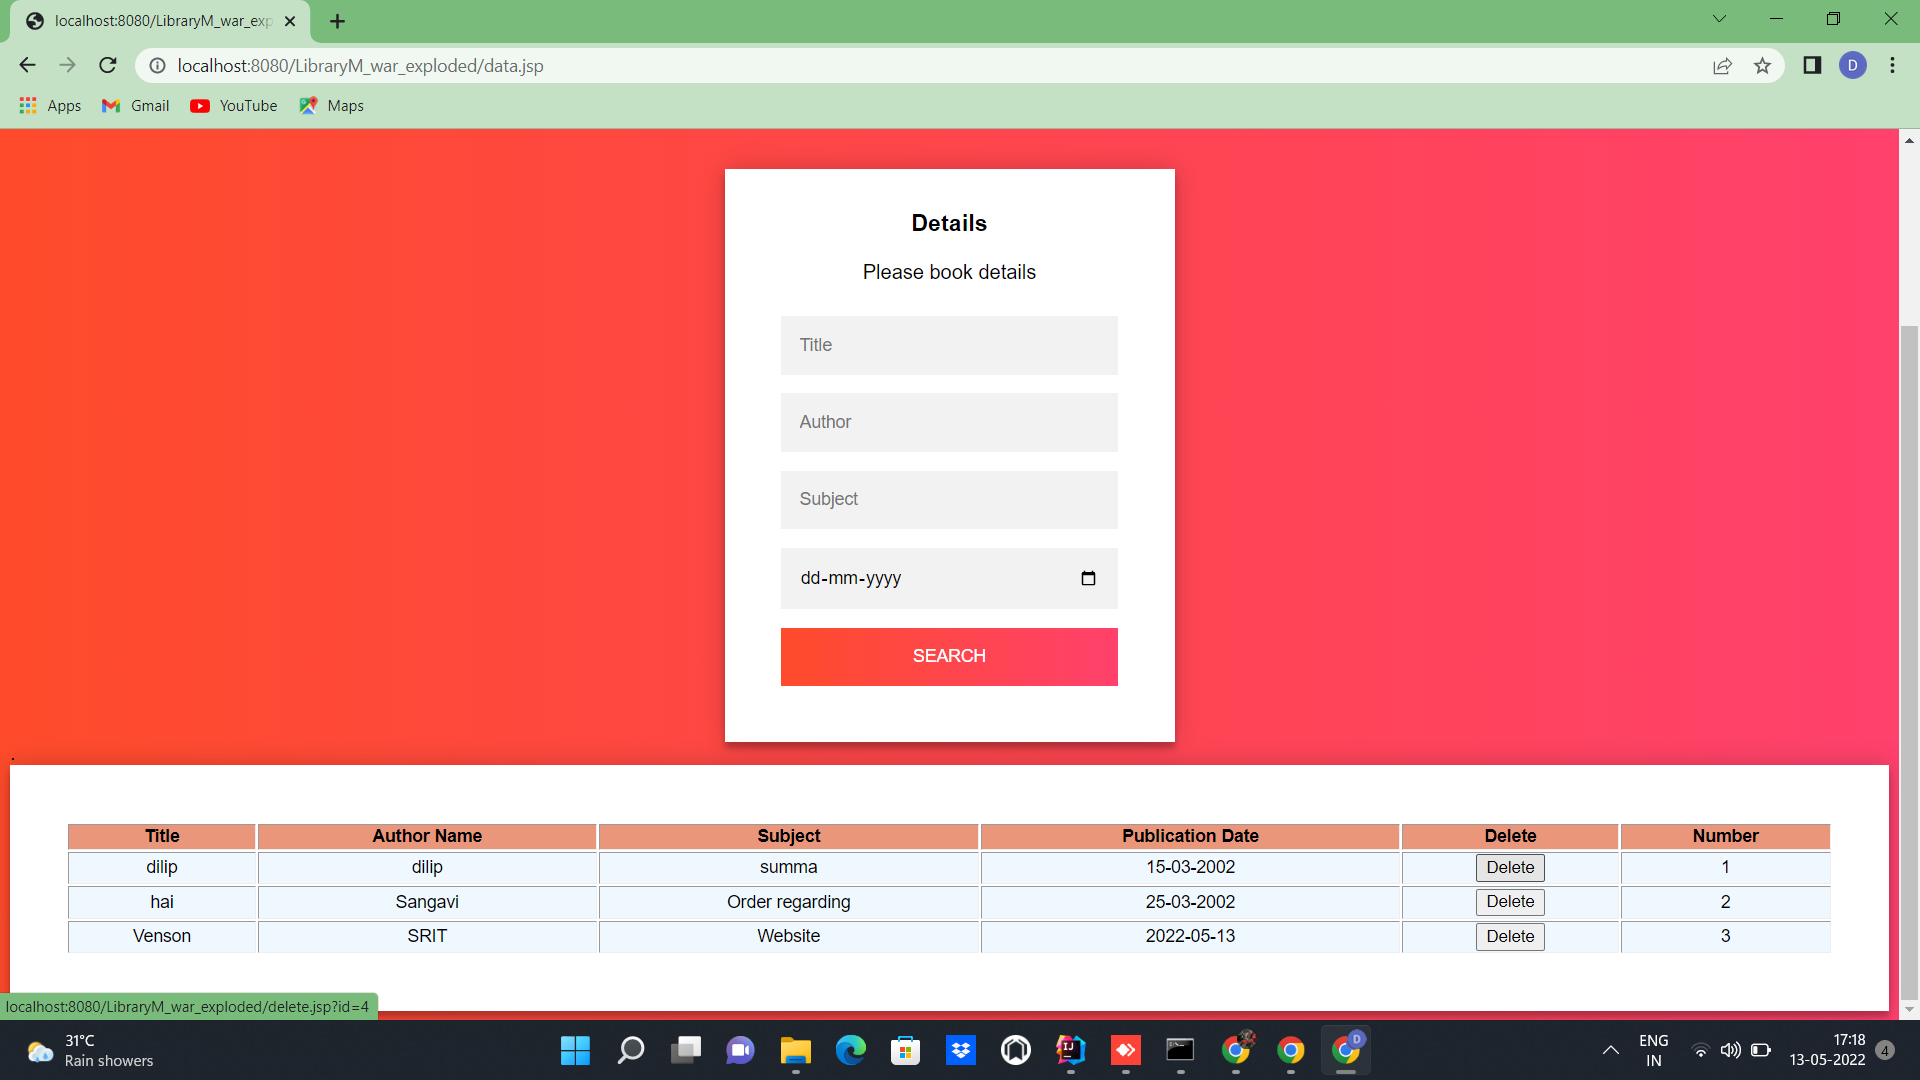 localhost:8080/LibraryM_war_exp
localhost:8080/LibraryM_war_exploded/data.jsp
D
Apps Gmail YouTube Maps
Details
Please book details
Title
Author
Subject
dd-mm-yyyy
SEARCH
.
Title Author Name Subject Publication Date Delete Number
dilip dilip summa 15-03-2002 Delete 1
hai Sangavi Order regarding 25-03-2002 Delete 2
Venson SRIT Website 2022-05-13 Delete 3
localhost:8080/LibraryM_war_exploded/delete.jsp?id=4
31°C
Rain showers
IJ
D
ENG
IN
17:18
13-05-2022
4